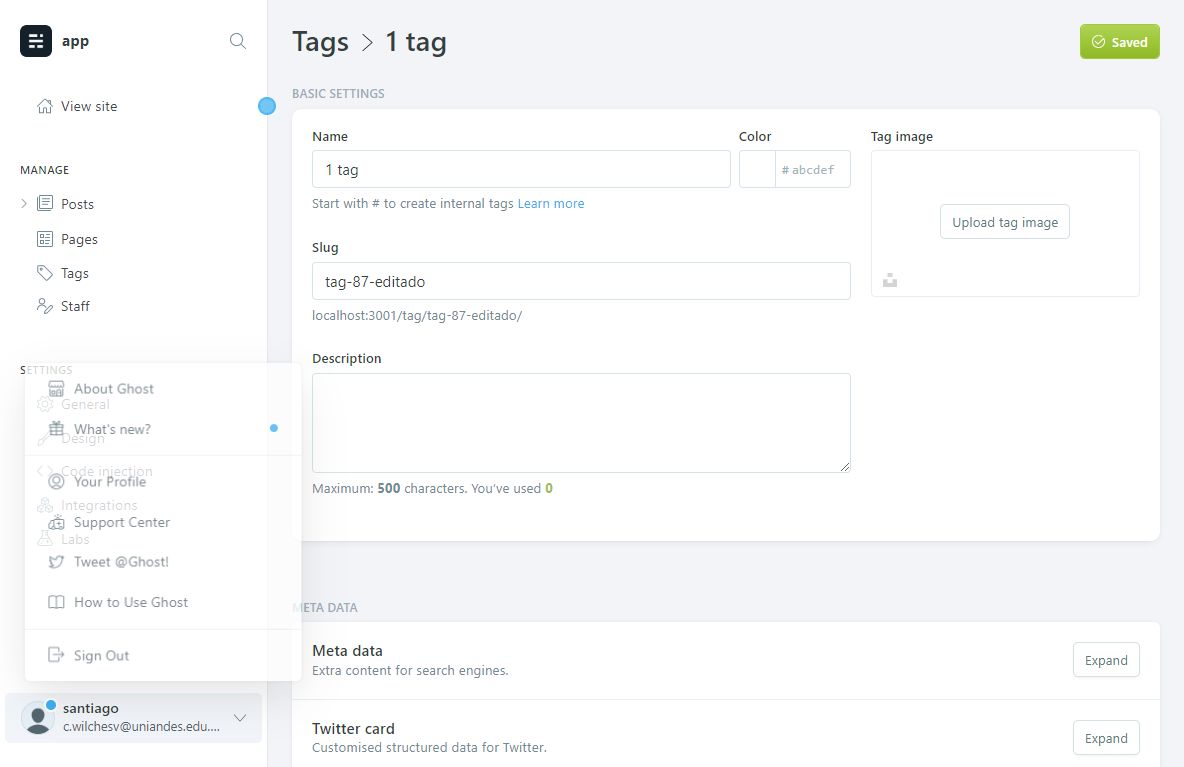 app
View site
MANAGE
Posts
Pages
Tags
Staff
SETTINGS
General
Design
Code injection
Integrations
Labs
About Ghost
What's new?
Your Profile
Support Center
Tweet @Ghost!
How to Use Ghost
Sign Out
santiago
c.wilchesv@uniandes.edu....
Tags > 1 tag
Saved
BASIC SETTINGS
Name
1 tag
Start with # to create internal tags Learn more
Color
# abcdef
Slug
tag-87-editado
localhost:3001/tag/tag-87-editado/
Description
Maximum: 500 characters. You've used 0
Tag image
Upload tag image
META DATA
Meta data
Extra content for search engines.
Expand
Twitter card
Customised structured data for Twitter.
Expand